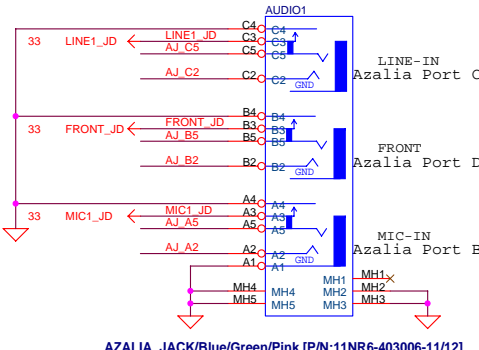 AUDIO1
C4 C4
33 LINE1_JD LINE1_JD C3 C3
AJ_C5 C5 C5
LINE-IN
AJ_C2 C2 C2 GND Azalia Port C
B4 B4
33 FRONT_JD FRONT_JD B3 B3
AJ_B5 B5 B5
FRONT
AJ_B2 B2 B2 GND Azalia Port D
A4 A4
33 MIC1_JD MIC1_JD A3 A3
AJ_A5 A5 A5
MIC-IN
AJ_A2 A2 A2 GND Azalia Port B
A1 A1
MH1 MH1
MH4 MH4 MH2 MH2
MH5 MH5 MH3 MH3
AZALIA JACK/Blue/Green/Pink [P/N:11NR6-403006-11/12]